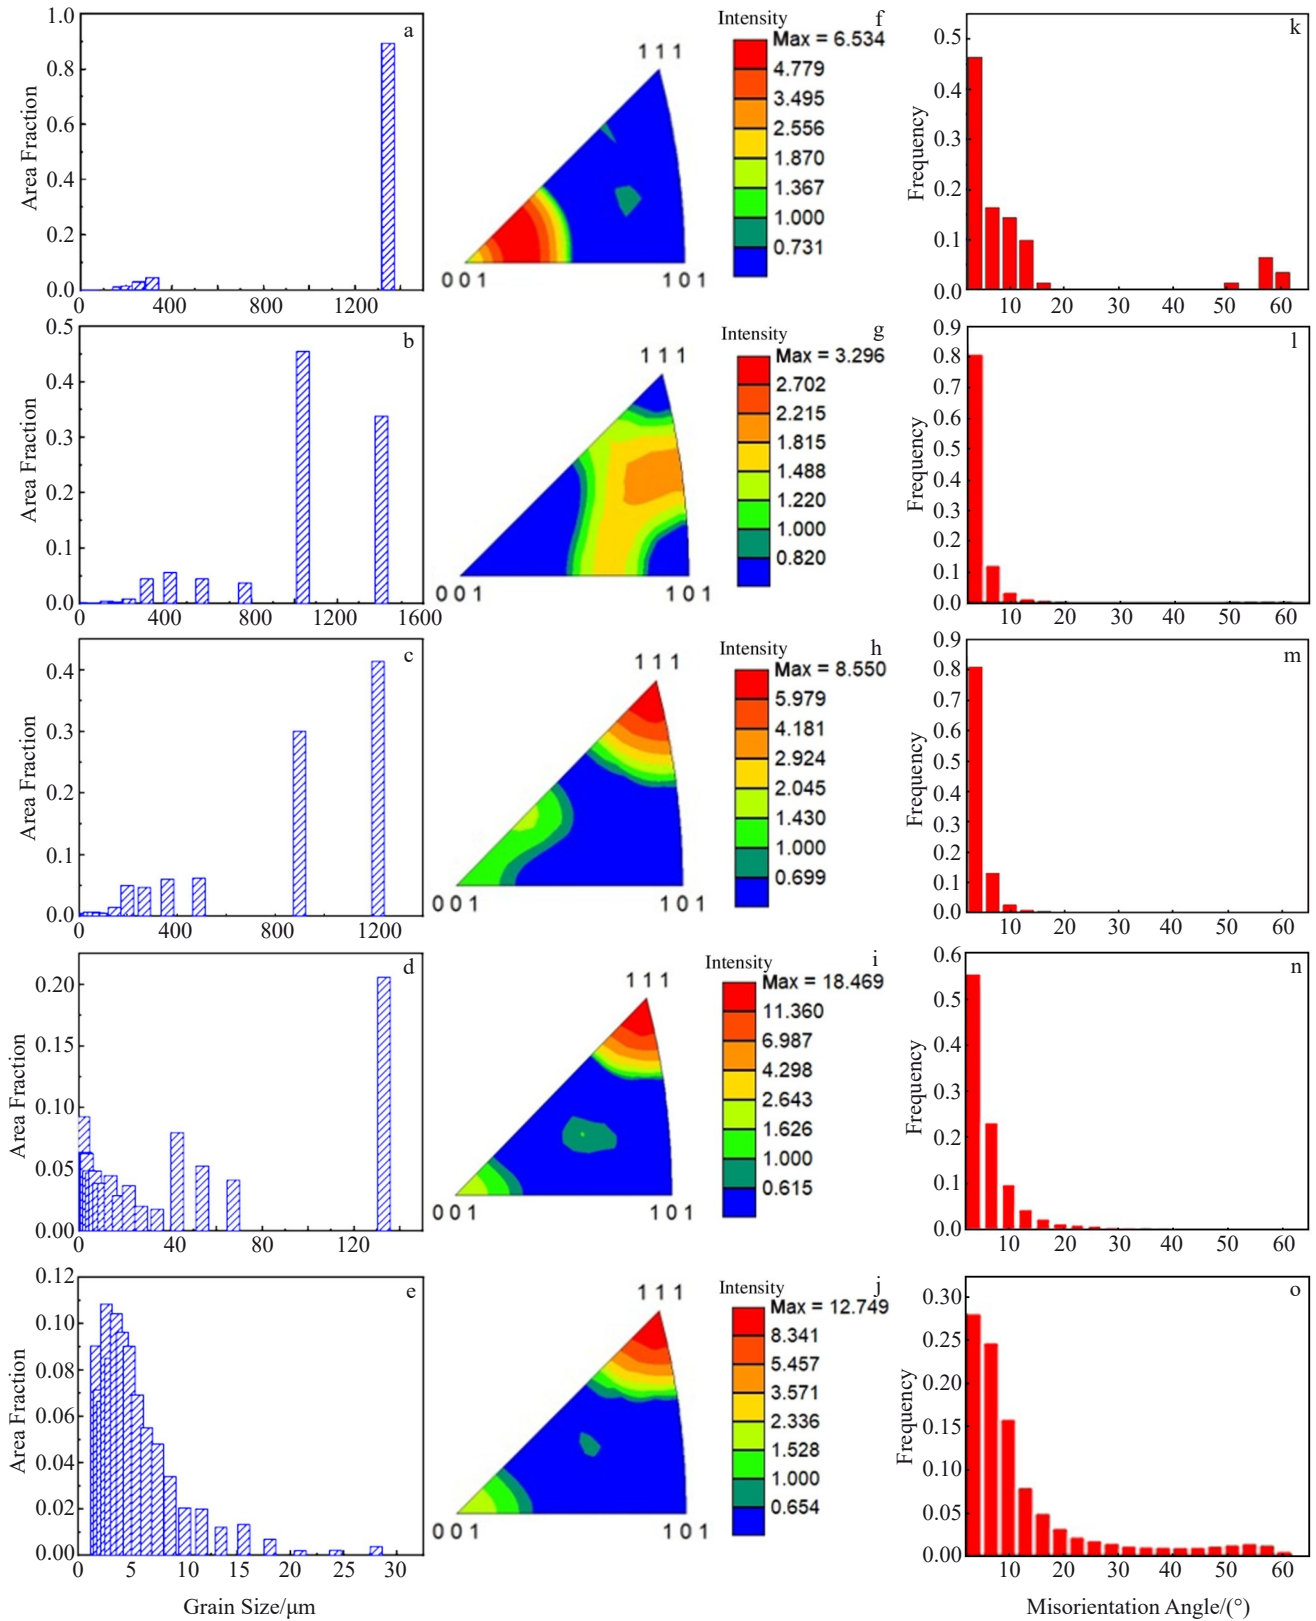 a
Area Fraction
1.0
0.8
0.6
0.4
0.2
0.0
0 400 800 1200
Intensity f
Max = 6.534
4.779
3.495
2.556
1.870
1.367
1.000
0.731
1 1 1
0 0 1 1 0 1
k
Frequency
0.5
0.4
0.3
0.2
0.1
0.0
10 20 30 40 50 60
b
Area Fraction
0.5
0.4
0.3
0.2
0.1
0.0
0 400 800 1200 1600
Intensity g
Max = 3.296
2.702
2.215
1.815
1.488
1.220
1.000
0.820
1 1 1
0 0 1 1 0 1
l
Frequency
0.9
0.8
0.7
0.6
0.5
0.4
0.3
0.2
0.1
0.0
10 20 30 40 50 60
c
Area Fraction
0.4
0.3
0.2
0.1
0.0
0 400 800 1200
Intensity h
Max = 8.550
5.979
4.181
2.924
2.045
1.430
1.000
0.699
1 1 1
0 0 1 1 0 1
m
Frequency
0.9
0.8
0.7
0.6
0.5
0.4
0.3
0.2
0.1
0.0
10 20 30 40 50 60
d
Area Fraction
0.20
0.15
0.10
0.05
0.00
0 40 80 120
Intensity i
Max = 18.469
11.360
6.987
4.298
2.643
1.626
1.000
0.615
1 1 1
0 0 1 1 0 1
n
Frequency
0.6
0.5
0.4
0.3
0.2
0.1
0.0
10 20 30 40 50 60
e
Area Fraction
0.12
0.10
0.08
0.06
0.04
0.02
0.00
0 5 10 15 20 25 30
Grain Size/μm
Intensity j
Max = 12.749
8.341
5.457
3.571
2.336
1.528
1.000
0.654
1 1 1
0 0 1 1 0 1
o
Frequency
0.30
0.25
0.20
0.15
0.10
0.05
0.00
10 20 30 40 50 60
Misorientation Angle/(°)